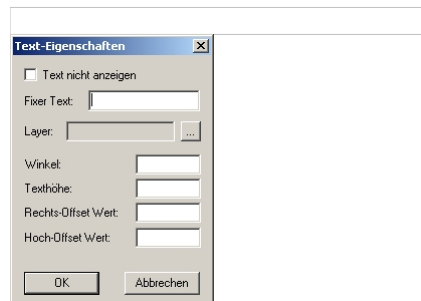 Text-Eigenschaften
Text nicht anzeigen
Fixer Text:
Layer: ...
Winkel:
Texthöhe:
Rechts-Offset Wert:
Hoch-Offset Wert:
OK Abbrechen